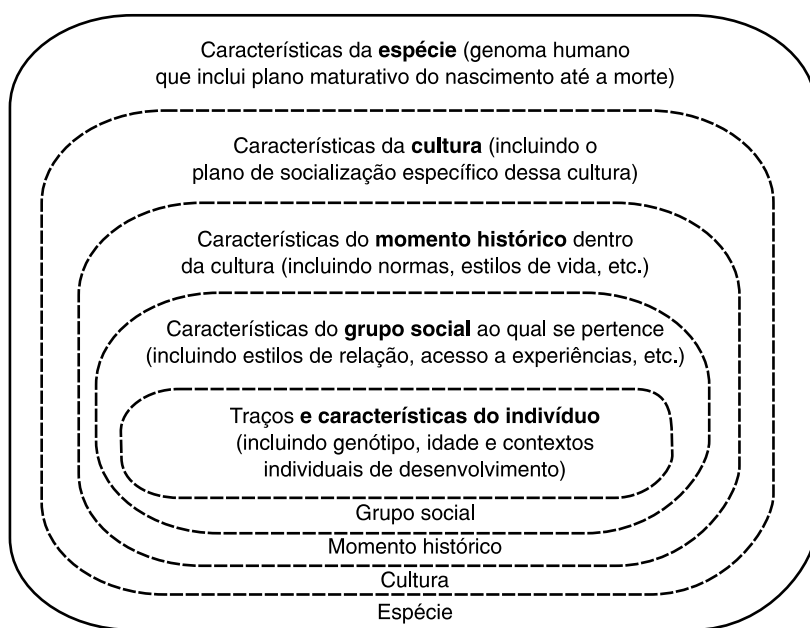 Características da espécie (genoma humano
que inclui plano maturativo do nascimento até a morte)
Características da cultura (incluindo o
plano de socialização específico dessa cultura)
Características do momento histórico dentro
da cultura (incluindo normas, estilos de vida, etc.)
Características do grupo social ao qual se pertence
(incluindo estilos de relação, acesso a experiências, etc.)
Traços e características do indivíduo
(incluindo genótipo, idade e contextos
individuais de desenvolvimento)
Grupo social
Momento histórico
Cultura
Espécie